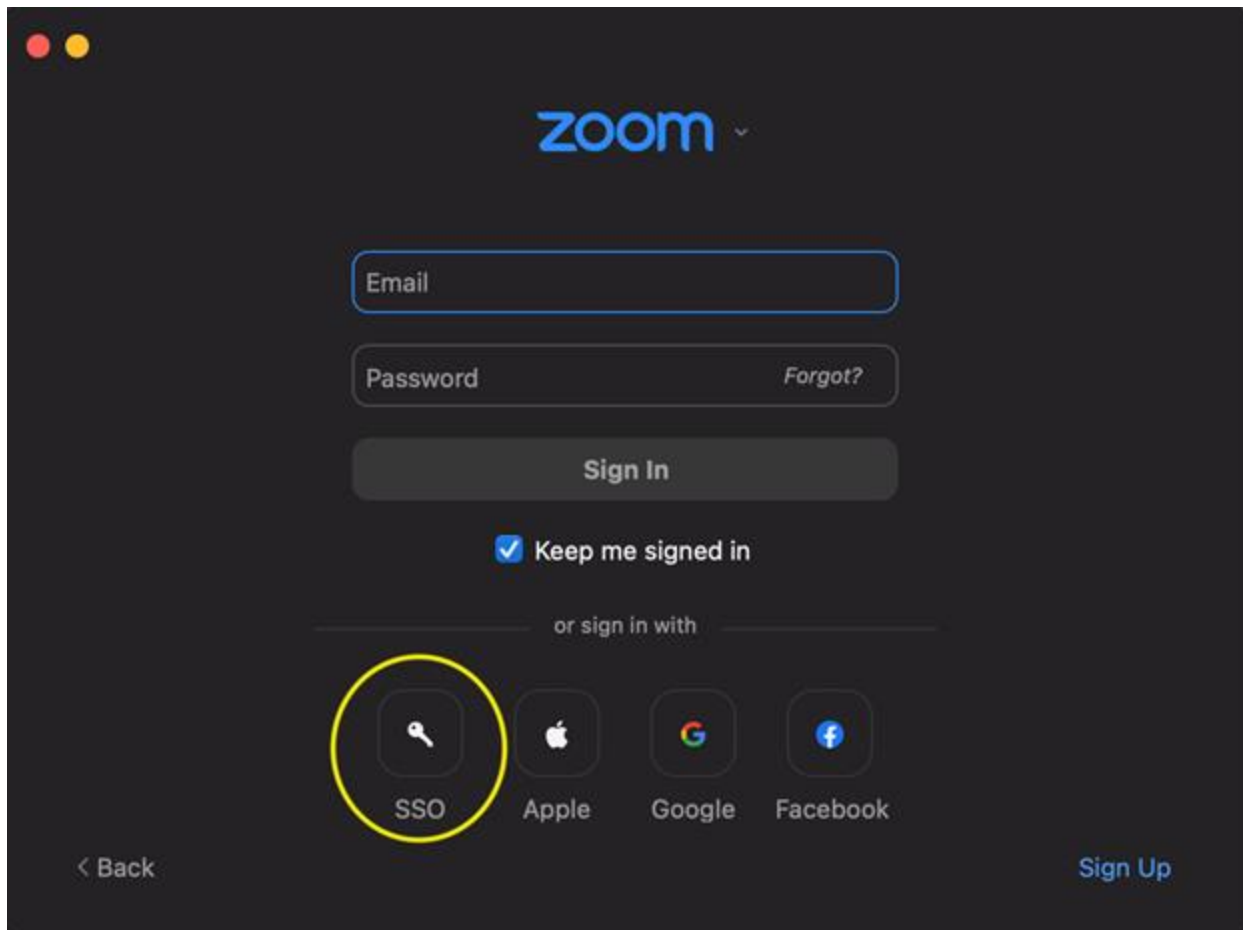 zoom
Email
Password Forgot?
Sign In
Keep me signed in
or sign in with
SSO Apple Google Facebook
< Back Sign Up